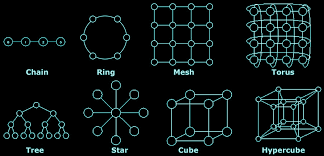 Chain Ring Mesh Torus
Tree Star Cube Hypercube